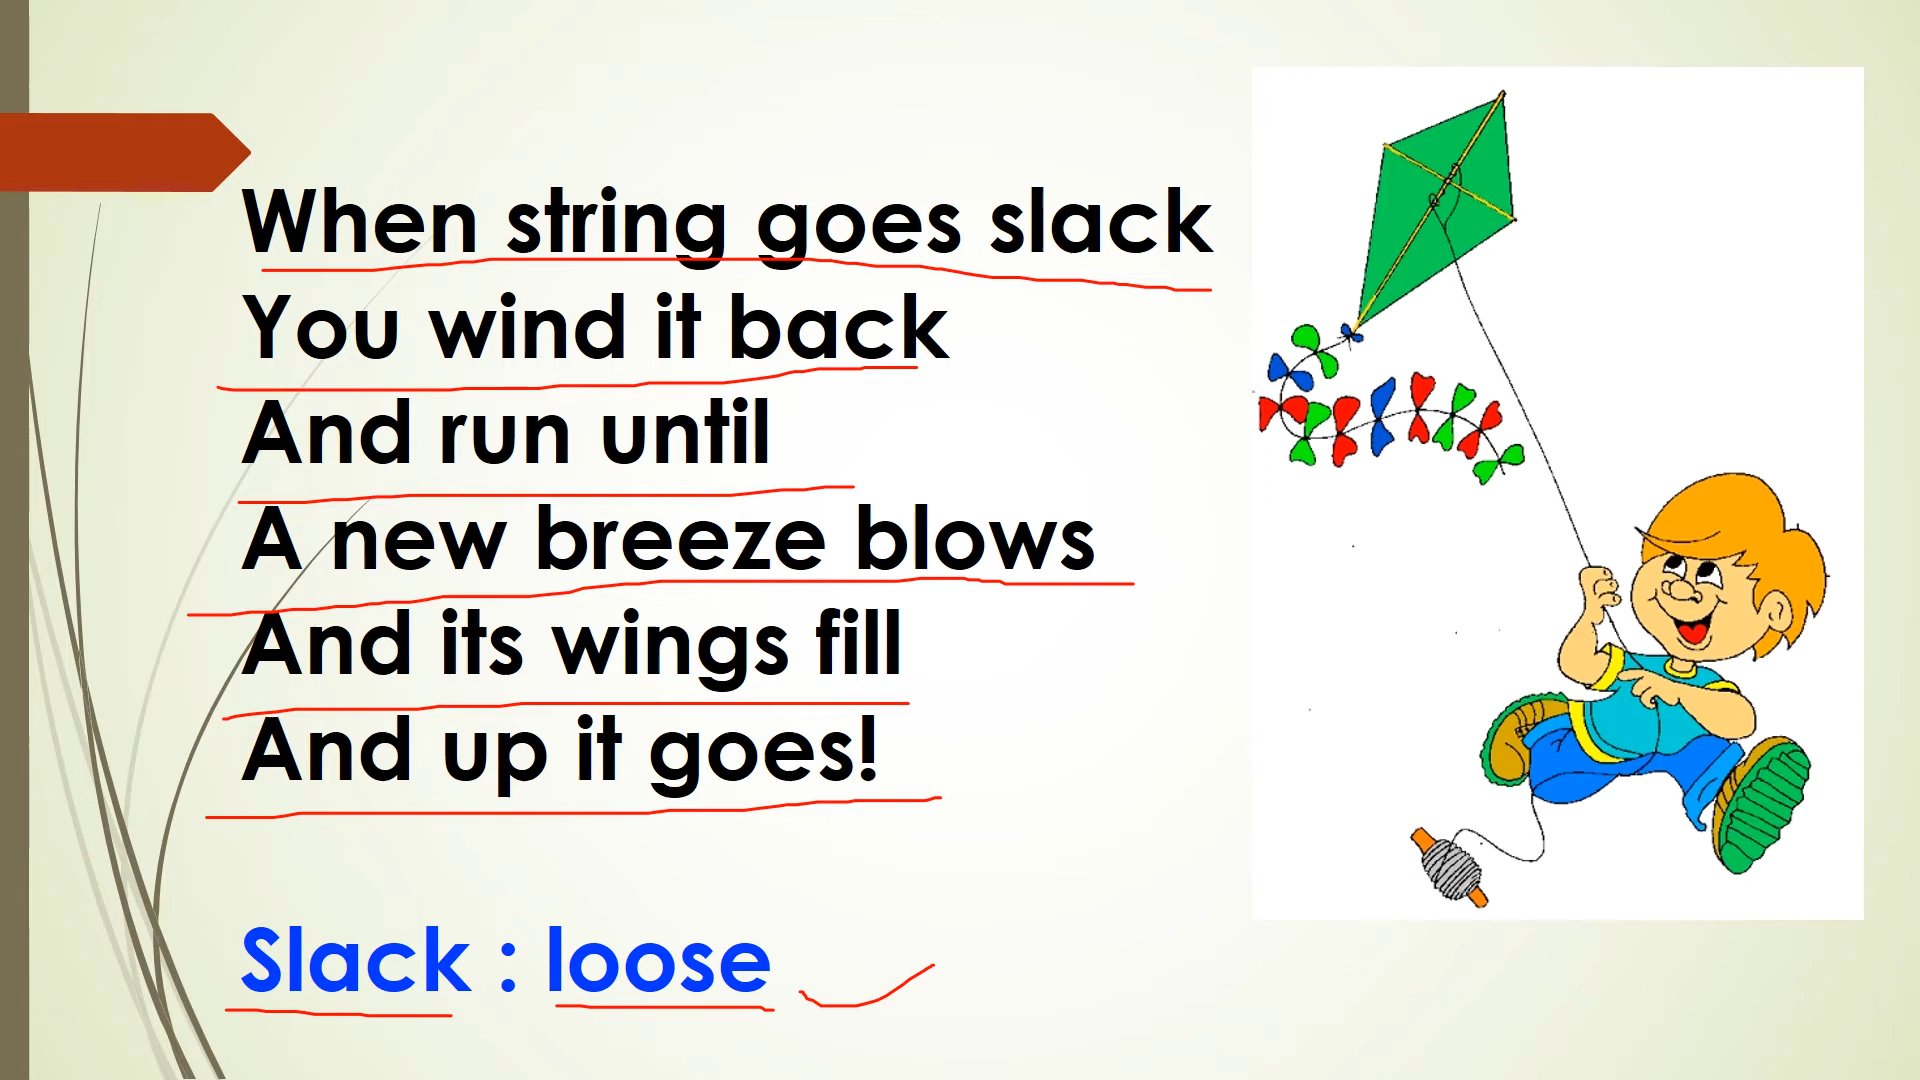 When string goes slack
You wind it back
And run until
A new breeze blows
And its wings fill
And up it goes!
Slack : loose